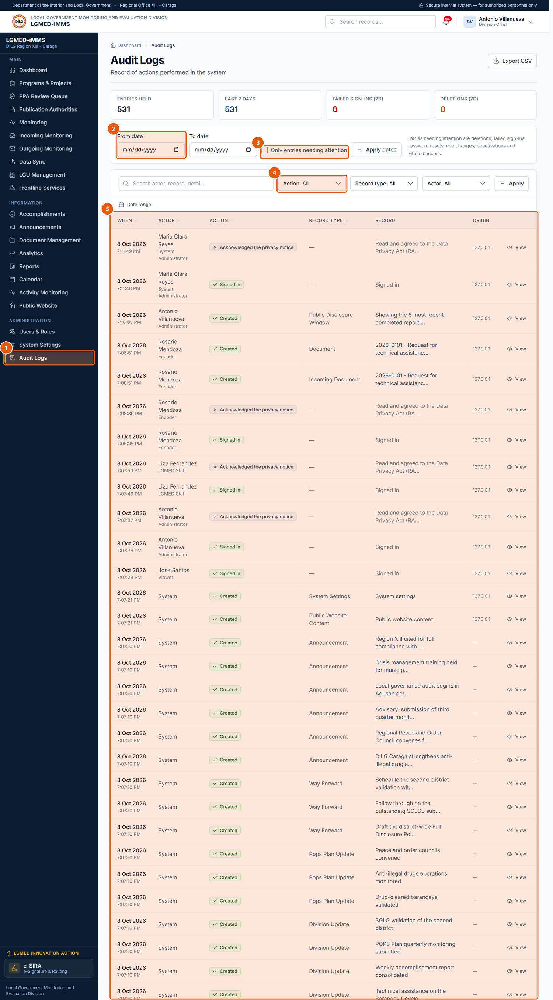 Department of the Interior and Local Government • Regional Office XIII - Caraga
Secure internal system — for authorized personnel only
DILG
LOCAL GOVERNMENT MONITORING AND EVALUATION DIVISION
LGMED-iMMS
Search records...
9+
AV
Antonio Villanueva
Division Chief
LGMED-iMMS
DILG Region XIII - Caraga
MAIN
Dashboard
Programs & Projects
PPA Review Queue
Publication Authorities
Monitoring
Incoming Monitoring
Outgoing Monitoring
Data Sync
LGU Management
Frontline Services
INFORMATION
Accomplishments
Announcements
Document Management
Analytics
Reports
Calendar
Activity Monitoring
Public Website
ADMINISTRATION
Users & Roles
System Settings
1
Audit Logs
LGMED INNOVATION ACTION
e-SIRA
e-Signature & Routing
Local Government Monitoring and
Evaluation Division
Dashboard > Audit Logs
Audit Logs
Record of actions performed in the system
Export CSV
ENTRIES HELD
531
LAST 7 DAYS
531
FAILED SIGN-INS (7D)
0
DELETIONS (7D)
0
2
From date
mm/dd/yyyy
To date
mm/dd/yyyy
3
Only entries needing attention
Apply dates
Entries needing attention are deletions, failed sign-ins,
password resets, role changes, deactivations and
refused access.
4
Search actor, record, detail...
Action: All
Record type: All
Actor: All
Apply
5
Date range
WHEN ACTOR ACTION RECORD TYPE RECORD ORIGIN
8 Oct 2026
7:11:49 PM
Maria Clara
Reyes
System
Administrator
Acknowledged the privacy notice
—
Read and agreed to the Data
Privacy Act (RA...
127.0.0.1
View
8 Oct 2026
7:11:48 PM
Maria Clara
Reyes
System
Administrator
Signed in
—
Signed in
127.0.0.1
View
8 Oct 2026
7:10:05 PM
Antonio
Villanueva
Administrator
Created
Public Disclosure
Window
Showing the 8 most recent
completed reporti...
127.0.0.1
View
8 Oct 2026
7:08:51 PM
Rosario
Mendoza
Encoder
Created
Document
2026-0101 - Request for
technical assistanc...
127.0.0.1
View
8 Oct 2026
7:08:51 PM
Rosario
Mendoza
Encoder
Created
Incoming Document
2026-0101 - Request for
technical assistanc...
127.0.0.1
View
8 Oct 2026
7:08:36 PM
Rosario
Mendoza
Encoder
Acknowledged the privacy notice
—
Read and agreed to the Data
Privacy Act (RA...
127.0.0.1
View
8 Oct 2026
7:08:35 PM
Rosario
Mendoza
Encoder
Signed in
—
Signed in
127.0.0.1
View
8 Oct 2026
7:07:50 PM
Liza Fernandez
LGMED Staff
Acknowledged the privacy notice
—
Read and agreed to the Data
Privacy Act (RA...
127.0.0.1
View
8 Oct 2026
7:07:49 PM
Liza Fernandez
LGMED Staff
Signed in
—
Signed in
127.0.0.1
View
8 Oct 2026
7:07:37 PM
Antonio
Villanueva
Administrator
Acknowledged the privacy notice
—
Read and agreed to the Data
Privacy Act (RA...
127.0.0.1
View
8 Oct 2026
7:07:36 PM
Antonio
Villanueva
Administrator
Signed in
—
Signed in
127.0.0.1
View
8 Oct 2026
7:07:29 PM
Jose Santos
Viewer
Signed in
—
Signed in
127.0.0.1
View
8 Oct 2026
7:07:21 PM
System
Created
System Settings
System settings
127.0.0.1
View
8 Oct 2026
7:07:21 PM
System
Created
Public Website
Content
Public website content
127.0.0.1
View
8 Oct 2026
7:07:10 PM
System
Created
Announcement
Region XIII cited for full
compliance with ...
—
View
8 Oct 2026
7:07:10 PM
System
Created
Announcement
Crisis management training held
for municip...
—
View
8 Oct 2026
7:07:10 PM
System
Created
Announcement
Local governance audit begins in
Agusan del...
—
View
8 Oct 2026
7:07:10 PM
System
Created
Announcement
Advisory: submission of third
quarter monit...
—
View
8 Oct 2026
7:07:10 PM
System
Created
Announcement
Regional Peace and Order
Council convenes f...
—
View
8 Oct 2026
7:07:10 PM
System
Created
Announcement
DILG Caraga strengthens anti-
illegal drug a...
—
View
8 Oct 2026
7:07:10 PM
System
Created
Way Forward
Schedule the second-district
validation wit...
—
View
8 Oct 2026
7:07:10 PM
System
Created
Way Forward
Follow through on the
outstanding SGLGB sub...
—
View
8 Oct 2026
7:07:10 PM
System
Created
Way Forward
Draft the district-wide Full
Disclosure Pol...
—
View
8 Oct 2026
7:07:10 PM
System
Created
Pops Plan Update
Peace and order councils
convened
—
View
8 Oct 2026
7:07:10 PM
System
Created
Pops Plan Update
Anti-illegal drugs operations
monitored
—
View
8 Oct 2026
7:07:10 PM
System
Created
Pops Plan Update
Drug-cleared barangays
validated
—
View
8 Oct 2026
7:07:10 PM
System
Created
Division Update
SGLG validation of the second
district
—
View
8 Oct 2026
7:07:10 PM
System
Created
Division Update
POPS Plan quarterly monitoring
submitted
—
View
8 Oct 2026
7:07:10 PM
System
Created
Division Update
Weekly accomplishment report
consolidated
—
View
8 Oct 2026
7:07:10 PM
System
Created
Division Update
Technical assistance on the
Barangay Develo...
—
View